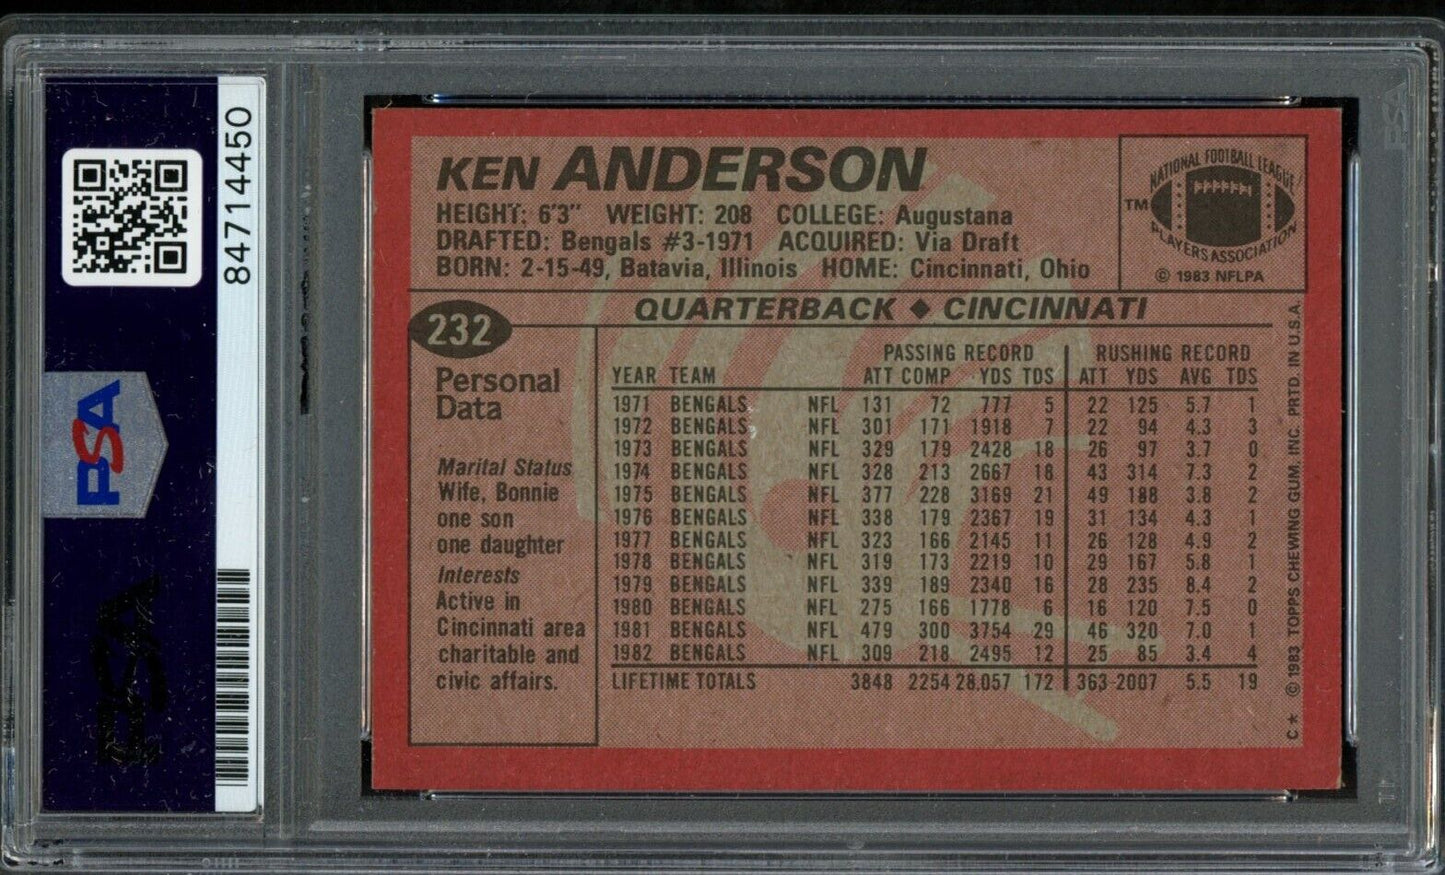 84714450
PSA
PSA
PSA
KEN ANDERSON
HEIGHT: 6'3" WEIGHT: 208 COLLEGE: Augustana
DRAFTED: Bengals #3-1971 ACQUIRED: Via Draft
BORN: 2-15-49, Batavia, Illinois HOME: Cincinnati, Ohio
NATIONAL FOOTBALL LEAGUE
TM
PLAYERS ASSOCIATION
© 1983 NFLPA
QUARTERBACK ◆ CINCINNATI
232
Personal
Data
Marital Status
Wife, Bonnie
one son
one daughter
Interests
Active in
Cincinnati area
charitable and
civic affairs.
PASSING RECORD RUSHING RECORD
YEAR TEAM ATT COMP YDS TDS ATT YDS AVG TDS
1971 BENGALS NFL 131 72 777 5 22 125 5.7 1
1972 BENGALS NFL 301 171 1918 7 22 94 4.3 3
1973 BENGALS NFL 329 179 2428 18 26 97 3.7 0
1974 BENGALS NFL 328 213 2667 18 43 314 7.3 2
1975 BENGALS NFL 377 228 3169 21 49 188 3.8 2
1976 BENGALS NFL 338 179 2367 19 31 134 4.3 1
1977 BENGALS NFL 323 166 2145 11 26 128 4.9 2
1978 BENGALS NFL 319 173 2219 10 29 167 5.8 1
1979 BENGALS NFL 339 189 2340 16 28 235 8.4 2
1980 BENGALS NFL 275 166 1778 6 16 120 7.5 0
1981 BENGALS NFL 479 300 3754 29 46 320 7.0 1
1982 BENGALS NFL 309 218 2495 12 25 85 3.4 4
LIFETIME TOTALS 3848 2254 28,057 172 363 2007 5.5 19
C★ © 1983 TOPPS CHEWING GUM, INC. PRTD. IN U.S.A.